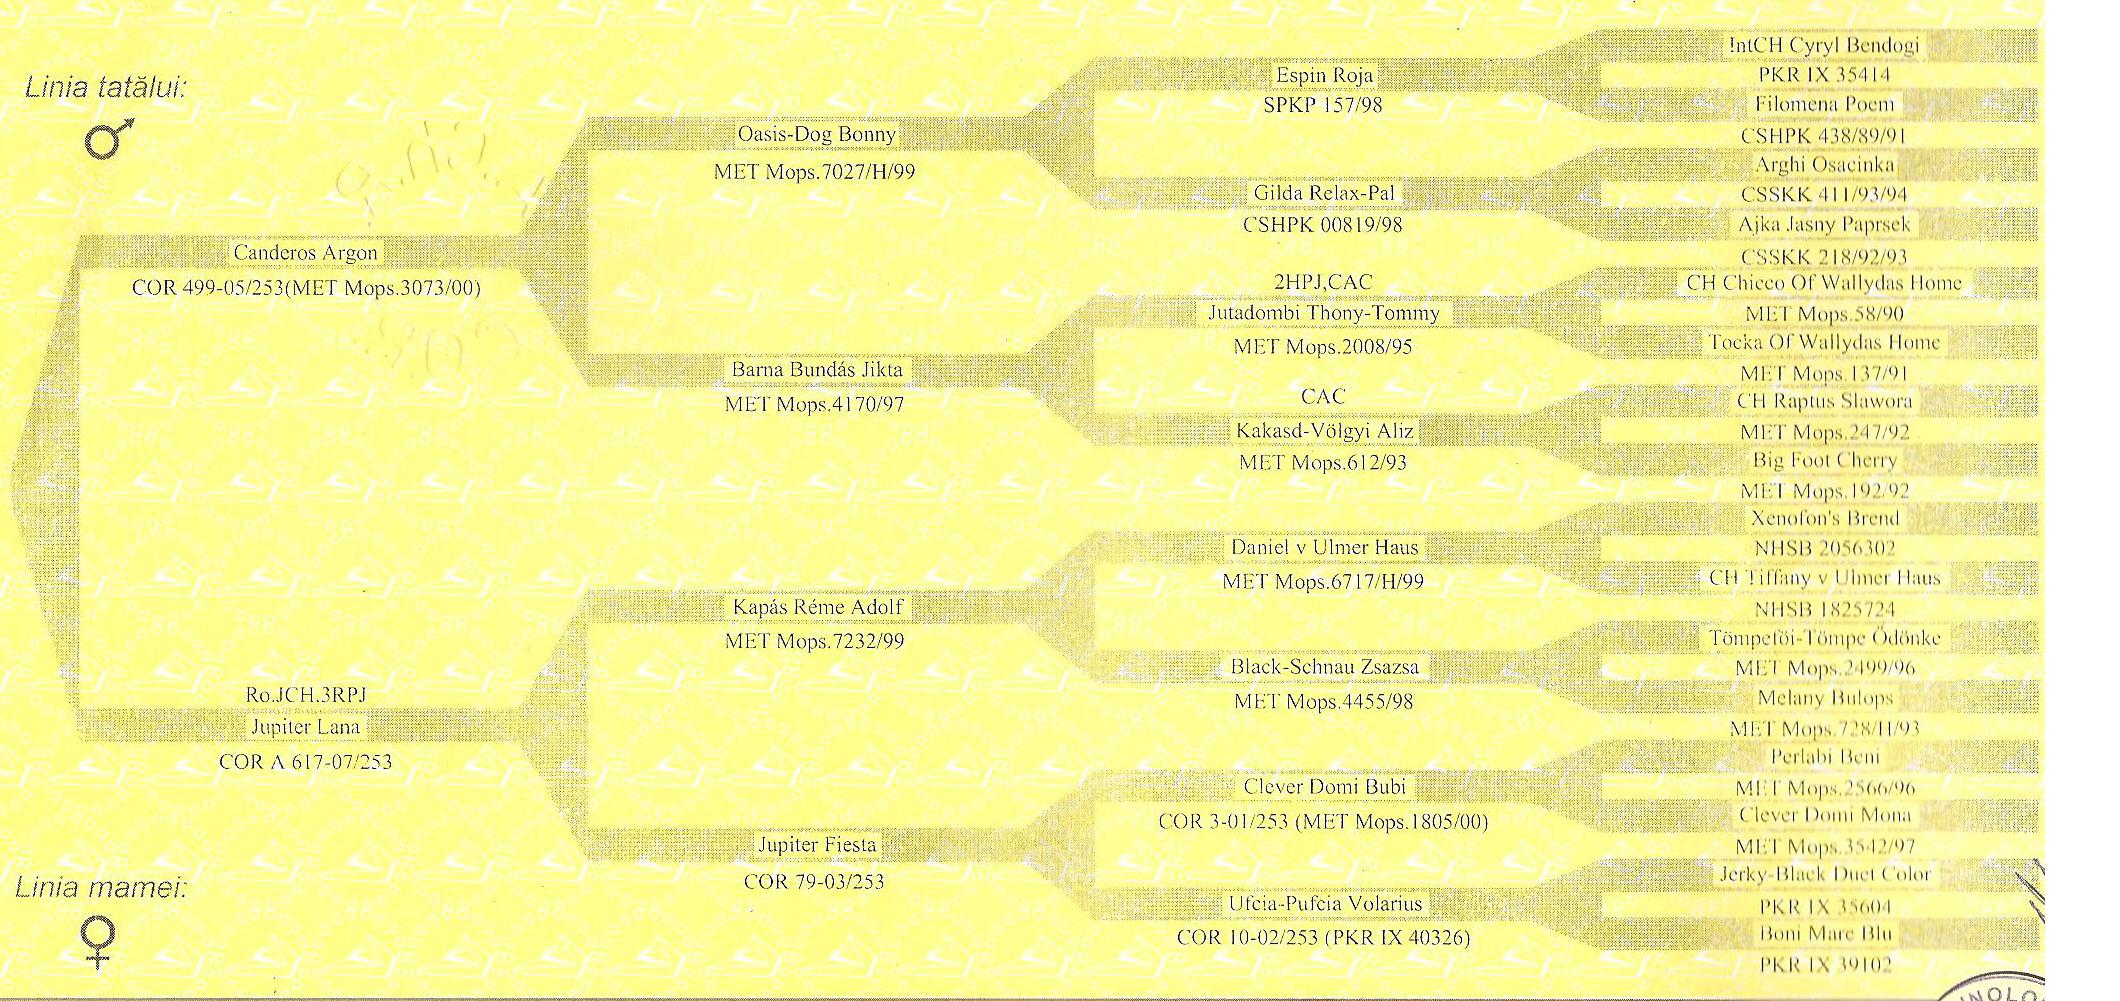 Linia tatălui:
Canderos Argon
COR 499-05/253(MET Mops.3073/00)
Ro.JCH.3RPJ
Jupiter Lana
COR A 617-07/253
Linia mamei:
Oasis-Dog Bonny
MET Mops.7027/H/99
Barna Bundás Jikta
MET Mops.4170/97
Kapás Réme Adolf
MET Mops.7232/99
Jupiter Fiesta
COR 79-03/253
Espin Roja
SPKP 157/98
Gilda Relax-Pal
CSHPK 00819/98
2HPJ,CAC
Jutadombi Thony-Tommy
MET Mops.2008/95
CAC
Kakasd-Völgyi Aliz
MET Mops.612/93
Daniel v Ulmer Haus
MET Mops.6717/H/99
Black-Schnau Zsazsa
MET Mops.4455/98
Clever Domi Bubi
COR 3-01/253 (MET Mops.1805/00)
Ufcia-Pufcia Volarius
COR 10-02/253 (PKR IX 40326)
IntCH Cyryl Bendogi
PKR IX 35414
Filomena Poem
CSHPK 438/89/91
Arghi Osacinka
CSSKK 411/93/94
Ajka Jasny Paprsek
CSSKK 218/92/93
CH Chicco Of Wallydas Home
MET Mops.58/90
Tocka Of Wallydas Home
MET Mops.137/91
CH Raptus Slawora
MET Mops.247/92
Big Foot Cherry
MET Mops.192/92
Xenofon's Brend
NHSB 2056302
CH Tiffany v Ulmer Haus
NHSB 1825724
Tömpetöi-Tömpe Ödönke
MET Mops.2499/96
Melany Bulops
MET Mops.728/H/93
Perlabi Beni
MET Mops.2566/96
Clever Domi Mona
MET Mops.3542/97
Jerky-Black Duet Color
PKR IX 35604
Boni Mare Blu
PKR IX 39102